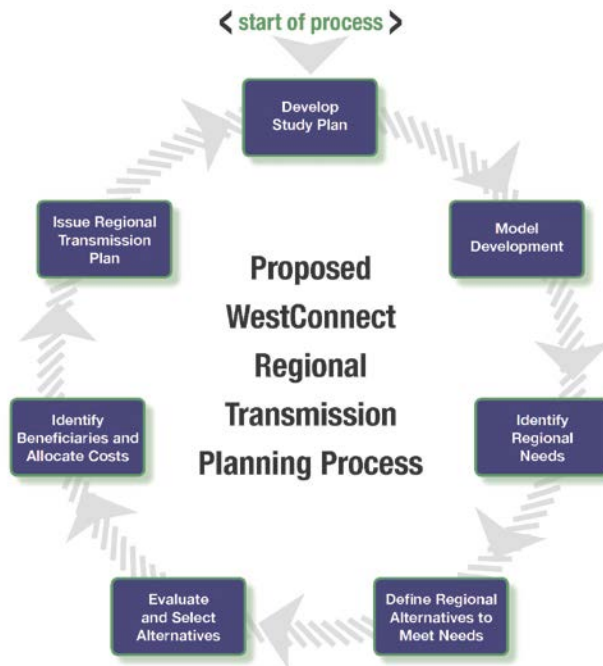 < start of process >
Develop
Study Plan
Model
Development
Identify
Regional
Needs
Define Regional
Alternatives to
Meet Needs
Evaluate
and Select
Alternatives
Identify
Beneficiaries and
Allocate Costs
Issue Regional
Transmission
Plan
Proposed
WestConnect
Regional
Transmission
Planning Process